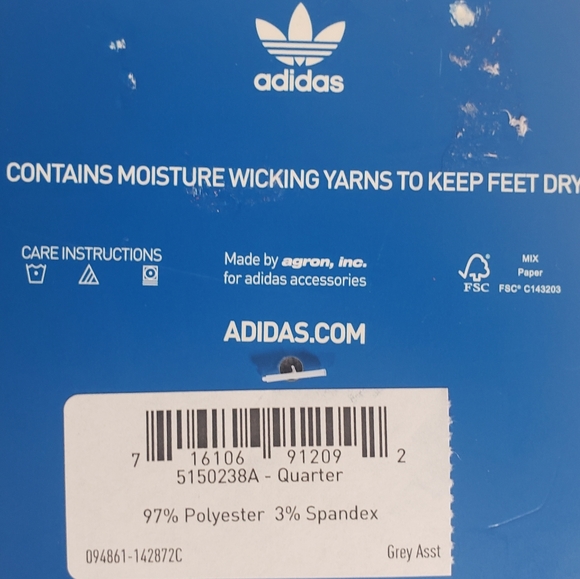 adidas
CONTAINS MOISTURE WICKING YARNS TO KEEP FEET DRY
CARE INSTRUCTIONS
Made by agron, inc.
for adidas accessories
FSC
MIX
Paper
FSC® C143203
ADIDAS.COM
7 16106 91209 2
5150238A - Quarter
97% Polyester 3% Spandex
094861-142872C Grey Asst